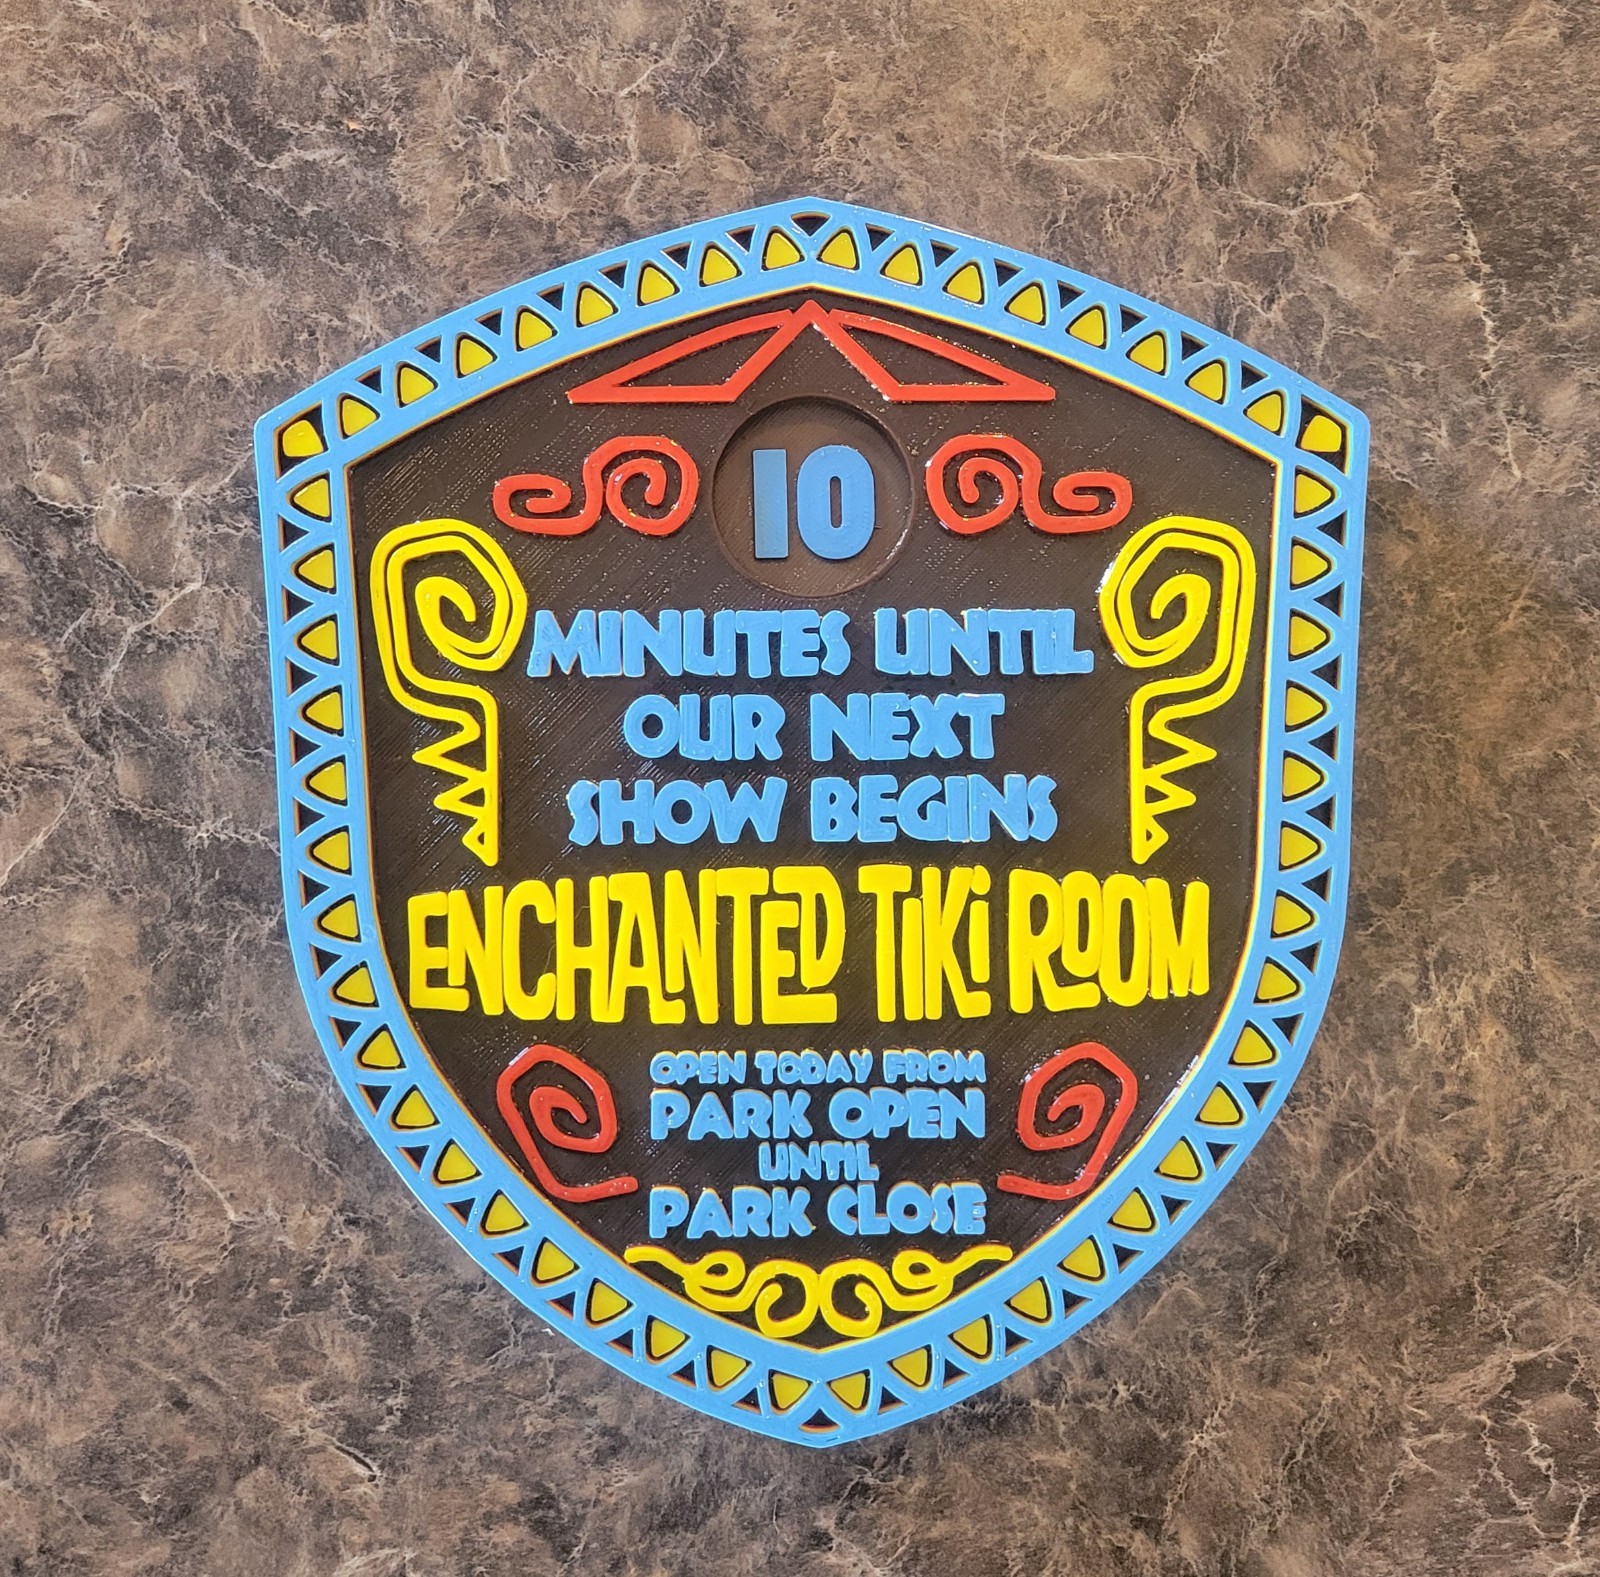 10
MINUTES UNTIL
OUR NEXT
SHOW BEGINS
ENCHANTED TiKi ROOM
OPEN TODAY FROM
PARK OPEN
UNTIL
PARK CLOSE